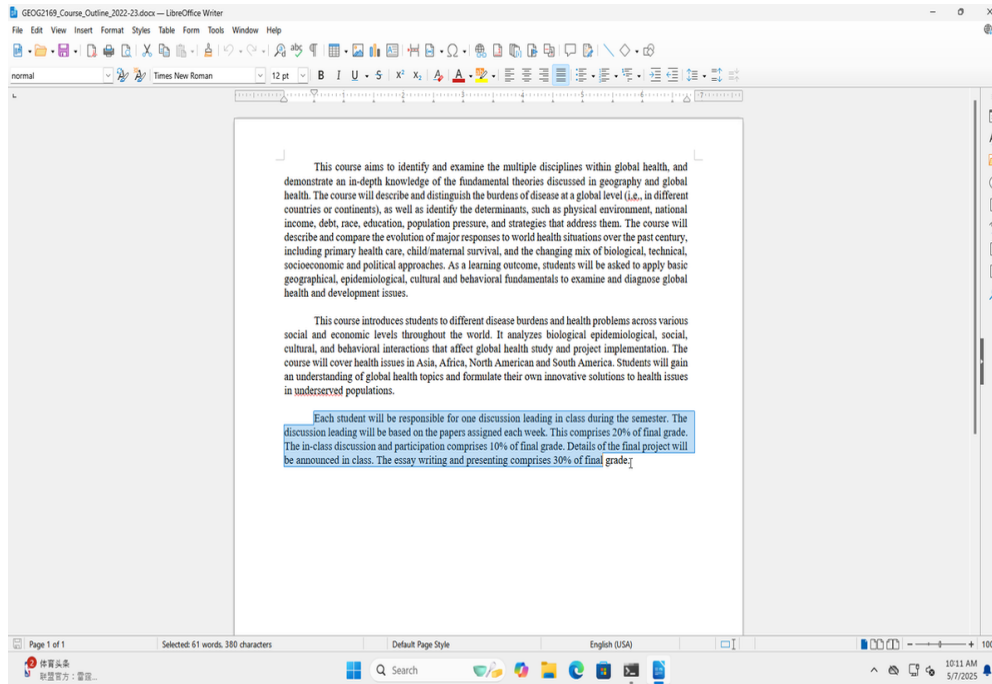 GEOG2169_Course_Outline_2022-23.docx — LibreOffice Writer
File Edit View Insert Format Styles Table Form Tools Window Help
normal Times New Roman 12 pt
This course aims to identify and examine the multiple disciplines within global health, and
demonstrate an in-depth knowledge of the fundamental theories discussed in geography and global
health. The course will describe and distinguish the burdens of disease at a global level (i.e., in different
countries or continents), as well as identify the determinants, such as physical environment, national
income, debt, race, education, population pressure, and strategies that address them. The course will
describe and compare the evolution of major responses to world health situations over the past century,
including primary health care, child/maternal survival, and the changing mix of biological, technical,
socioeconomic and political approaches. As a learning outcome, students will be asked to apply basic
geographical, epidemiological, cultural and behavioral fundamentals to examine and diagnose global
health and development issues.
This course introduces students to different disease burdens and health problems across various
social and economic levels throughout the world. It analyzes biological epidemiological, social,
cultural, and behavioral interactions that affect global health study and project implementation. The
course will cover health issues in Asia, Africa, North American and South America. Students will gain
an understanding of global health topics and formulate their own innovative solutions to health issues
in underserved populations.
Each student will be responsible for one discussion leading in class during the semester. The
discussion leading will be based on the papers assigned each week. This comprises 20% of final grade.
The in-class discussion and participation comprises 10% of final grade. Details of the final project will
be announced in class. The essay writing and presenting comprises 30% of final grade.
Page 1 of 1 Selected: 61 words, 380 characters Default Page Style English (USA) 100
2 体育头条
联盟官方：雷霆...
Search
10:11 AM
5/7/2025